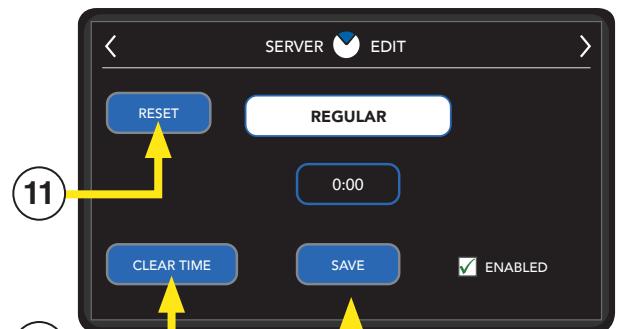 SERVER EDIT
RESET
REGULAR
11
0:00
CLEAR TIME
SAVE
ENABLED